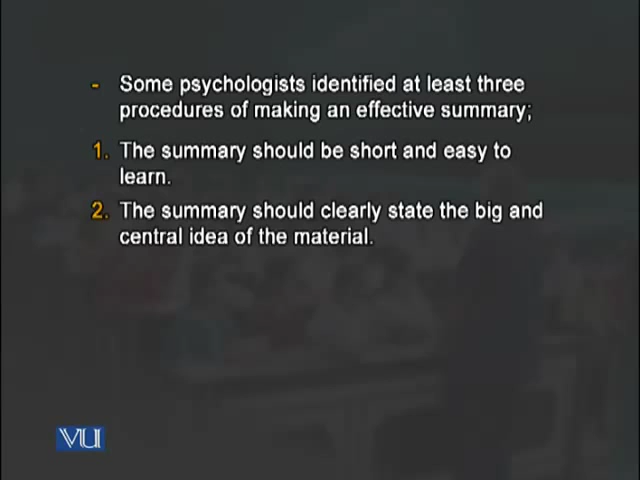 - Some psychologists identified at least three
procedures of making an effective summary;
1. The summary should be short and easy to
learn.
2. The summary should clearly state the big and
central idea of the material.
VU